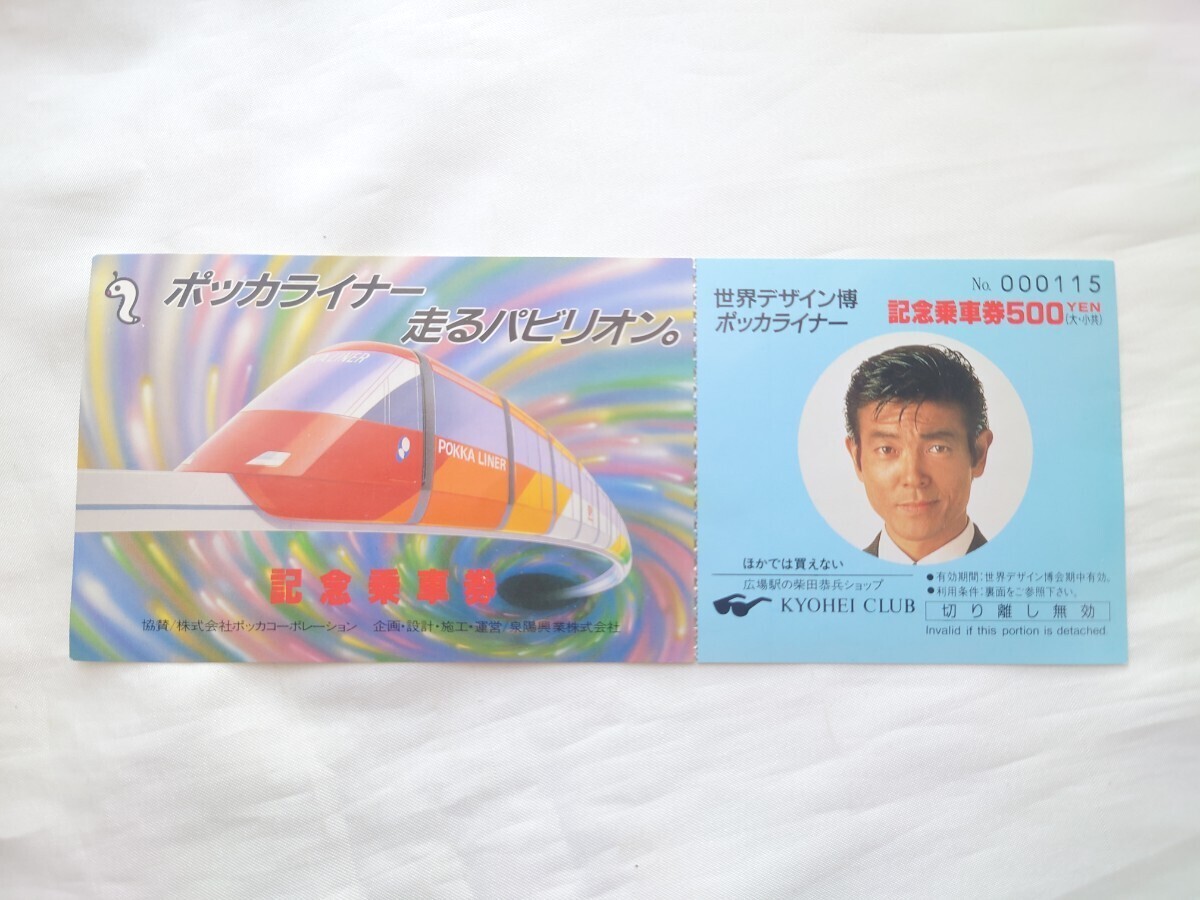 ポッカライナー
走るパビリオン。
LINER
POKKA LINER
記念乗車券
協賛/株式会社ポッカコーポレーション 企画・設計・施工・運営/泉陽興業株式会社
No. 000115
世界デザイン博
ポッカライナー
記念乗車券500YEN
(大・小共)
ほかでは買えない
広場駅の柴田恭兵ショップ
KYOHEI CLUB
●有効期間:世界デザイン博会期中有効。
●利用条件:裏面をご参照下さい。
切り離し無効
Invalid if this portion is detached.